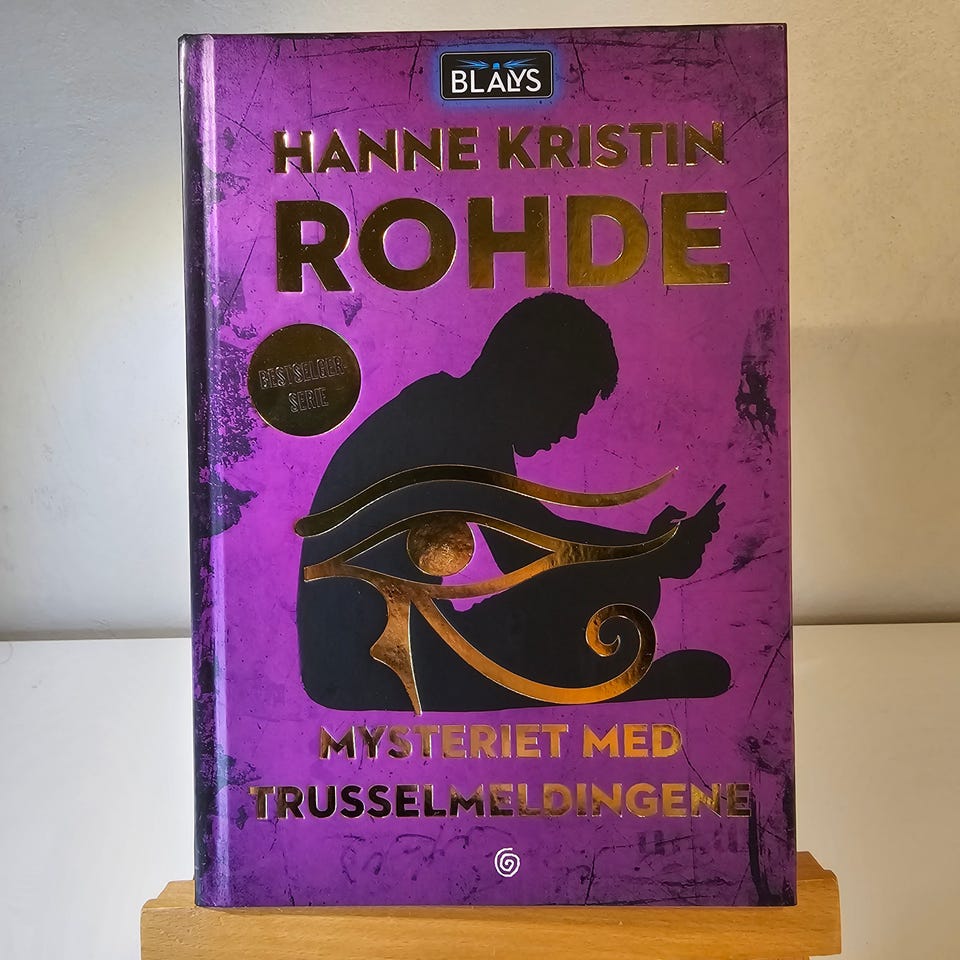 BLÅLYS
HANNE KRISTIN
ROHDE
BESTSELGER-
SERIE
MYSTERIET MED
TRUSSELMELDINGENE